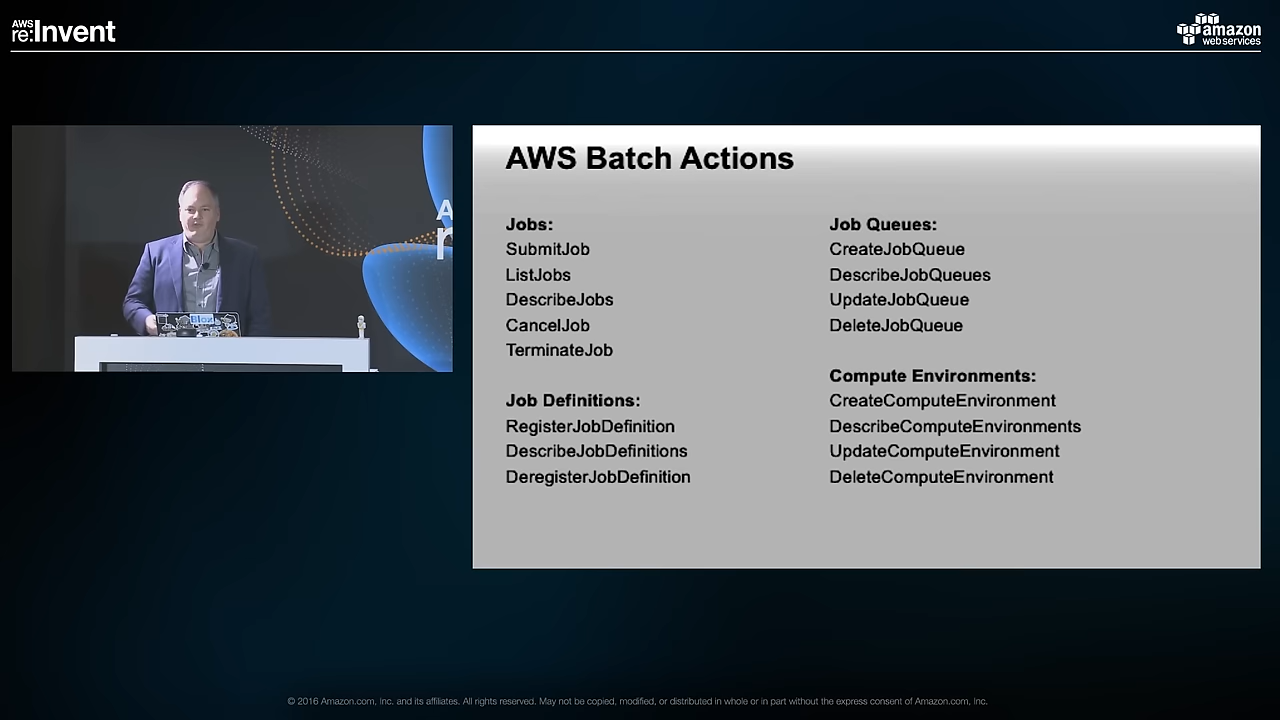 AWS
re:Invent
amazon
webservices
AWS Batch Actions
Jobs:
SubmitJob
ListJobs
DescribeJobs
CancelJob
TerminateJob
Job Definitions:
RegisterJobDefinition
DescribeJobDefinitions
DeregisterJobDefinition
Job Queues:
CreateJobQueue
DescribeJobQueues
UpdateJobQueue
DeleteJobQueue
Compute Environments:
CreateComputeEnvironment
DescribeComputeEnvironments
UpdateComputeEnvironment
DeleteComputeEnvironment
Blox
© 2016 Amazon.com, Inc. and its affiliates. All rights reserved. May not be copied, modified, or distributed in whole or in part without the express consent of Amazon.com, Inc.